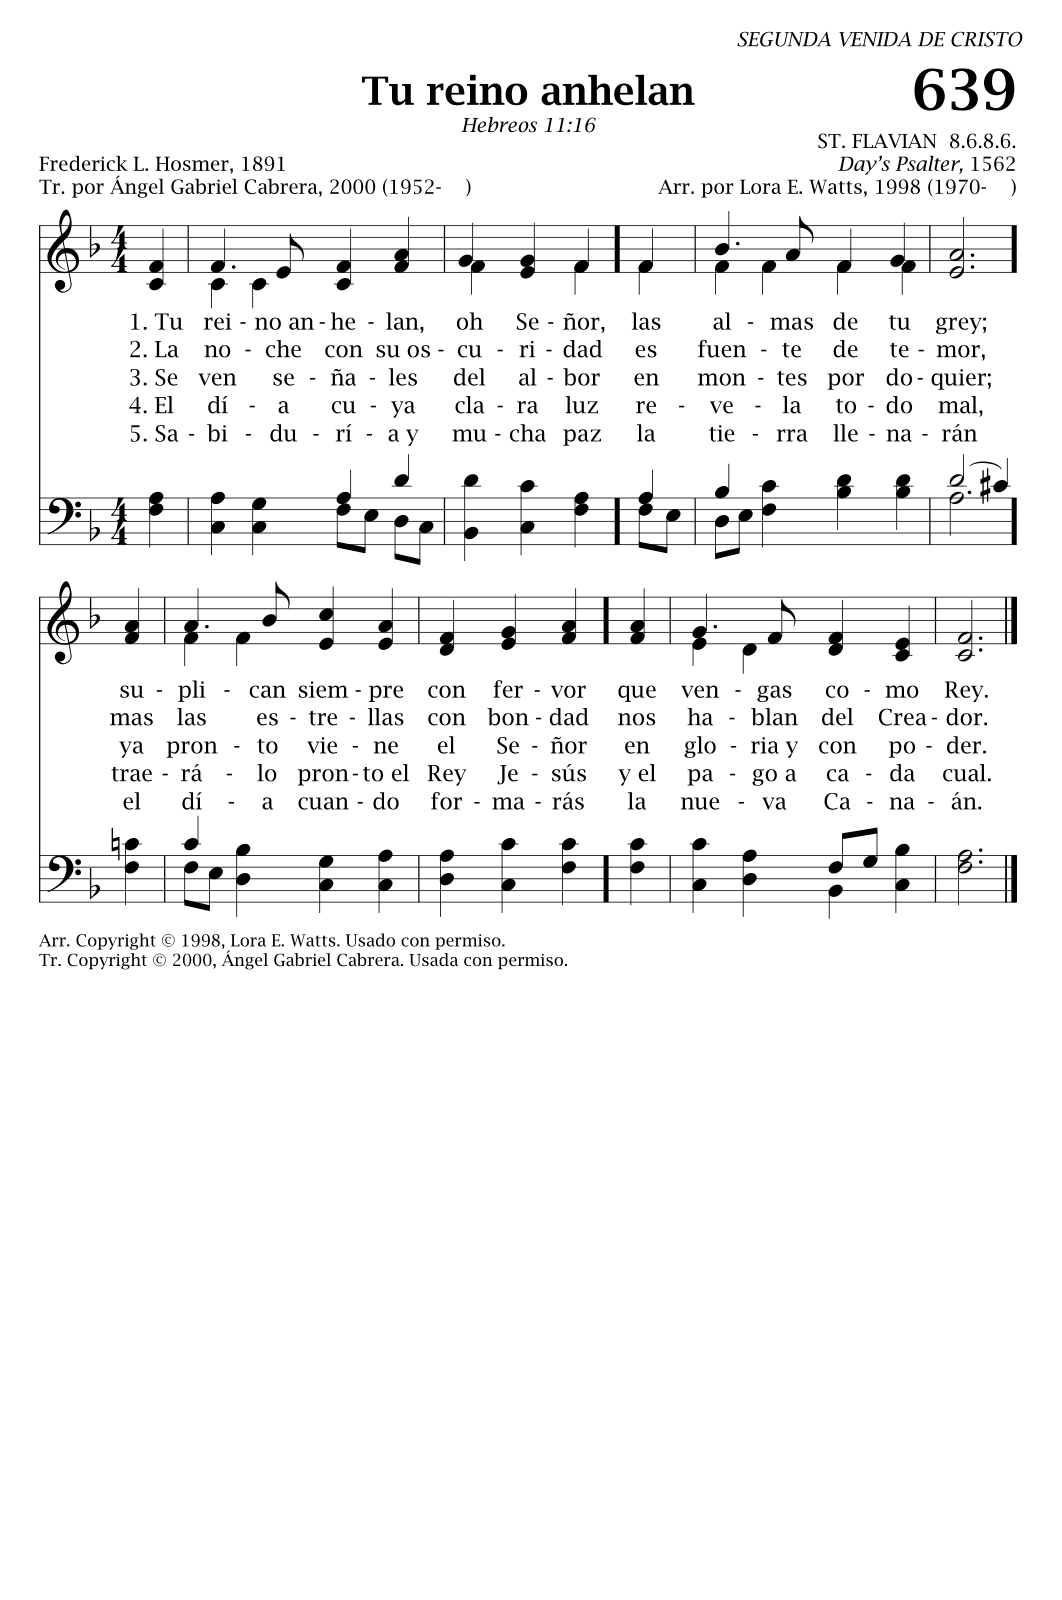 SEGUNDA VENIDA DE CRISTO
Tu reino anhelan
639
Hebreos 11:16
ST. FLAVIAN 8.6.8.6.
Frederick L. Hosmer, 1891
Day's Psalter, 1562
Tr. por Ángel Gabriel Cabrera, 2000 (1952- )
Arr. por Lora E. Watts, 1998 (1970- )
4
4
1. Tu rei - no an - he - lan, oh Se - ñor, las al - mas de tu grey;
2. La no - che con su os - cu - ri - dad es fuen - te de te - mor,
3. Se ven se - ña - les del al - bor en mon - tes por do - quier;
4. El dí - a cu - ya cla - ra luz re - ve - la to - do mal,
5. Sa - bi - du - rí - a y mu - cha paz la tie - rra lle - na - rán
4
4
su - pli - can siem - pre con fer - vor que ven - gas co - mo Rey.
mas las es - tre - llas con bon - dad nos ha - blan del Crea - dor.
ya pron - to vie - ne el Se - ñor en glo - ria y con po - der.
trae - rá - lo pron - to el Rey Je - sús y el pa - go a ca - da cual.
el dí - a cuan - do for - ma - rás la nue - va Ca - na - án.
Arr. Copyright © 1998, Lora E. Watts. Usado con permiso.
Tr. Copyright © 2000, Ángel Gabriel Cabrera. Usada con permiso.